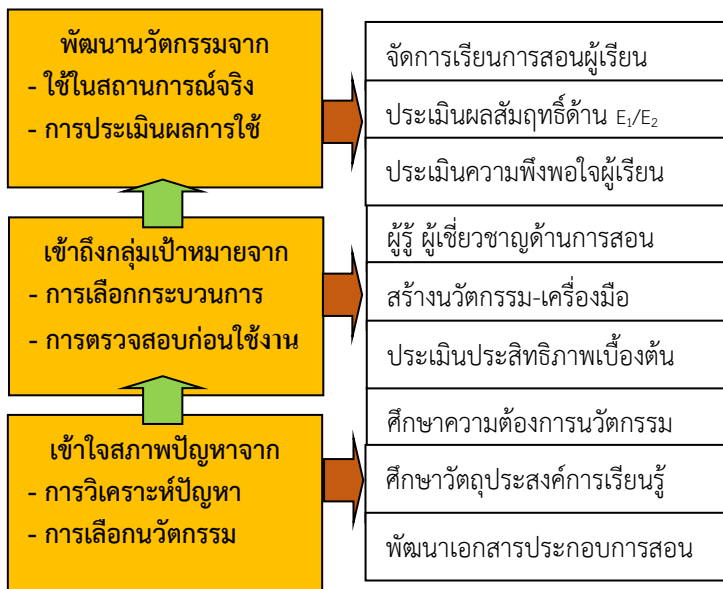 พัฒนานวัตกรรมจาก
- ใช้ในสถานการณ์จริง
- การประเมินผลการใช้
จัดการเรียนการสอนผู้เรียน
ประเมินผลสัมฤทธิ์ด้าน E₁/E₂
ประเมินความพึงพอใจผู้เรียน
เข้าถึงกลุ่มเป้าหมายจาก
- การเลือกกระบวนการ
- การตรวจสอบก่อนใช้งาน
ผู้รู้ ผู้เชี่ยวชาญด้านการสอน
สร้างนวัตกรรม-เครื่องมือ
ประเมินประสิทธิภาพเบื้องต้น
เข้าใจสภาพปัญหาจาก
- การวิเคราะห์ปัญหา
- การเลือกนวัตกรรม
ศึกษาความต้องการนวัตกรรม
ศึกษาวัตถุประสงค์การเรียนรู้
พัฒนาเอกสารประกอบการสอน